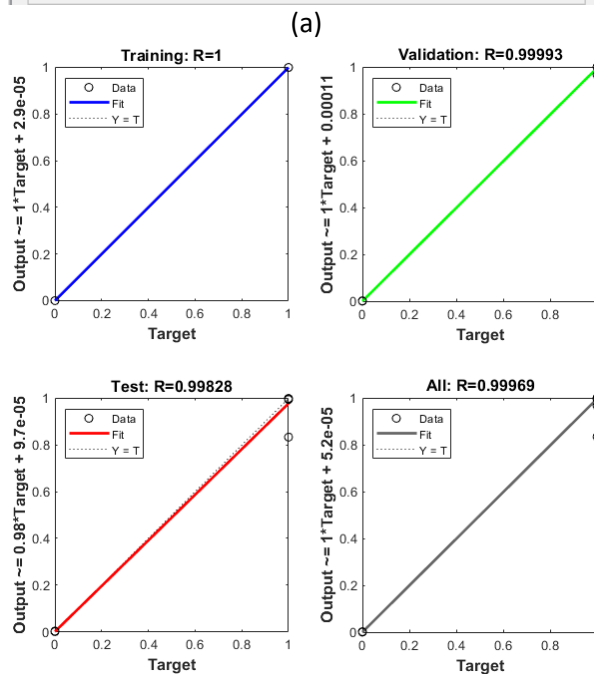 (a)
Training: R=1
Output ~= 1*Target + 2.9e-05
Data
Fit
Y = T
1
0.8
0.6
0.4
0.2
0
0
0.2
0.4
0.6
0.8
1
Target
Validation: R=0.99993
Output ~= 1*Target + 0.00011
Data
Fit
Y = T
1
0.8
0.6
0.4
0.2
0
0
0.2
0.4
0.6
0.8
Target
Test: R=0.99828
Output ~= 0.98*Target + 9.7e-05
Data
Fit
Y = T
1
0.8
0.6
0.4
0.2
0
0
0.2
0.4
0.6
0.8
1
Target
All: R=0.99969
Output ~= 1*Target + 5.2e-05
Data
Fit
Y = T
1
0.8
0.6
0.4
0.2
0
0
0.2
0.4
0.6
0.8
Target